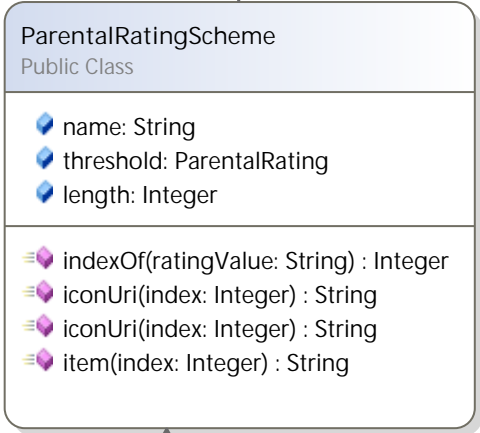 ParentalRatingScheme
Public Class
name: String
threshold: ParentalRating
length: Integer
indexOf(ratingValue: String) : Integer
iconUri(index: Integer) : String
iconUri(index: Integer) : String
item(index: Integer) : String